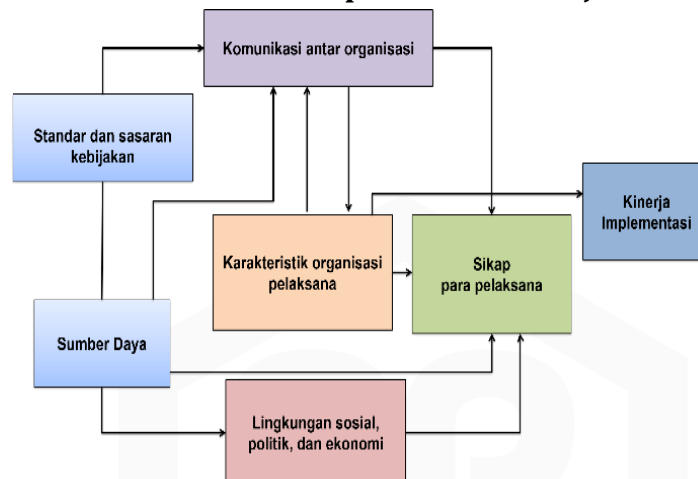 Komunikasi antar organisasi
Standar dan sasaran
kebijakan
Kinerja
Implementasi
Karakteristik organisasi
pelaksana
Sikap
para pelaksana
Sumber Daya
Lingkungan sosial,
politik, dan ekonomi